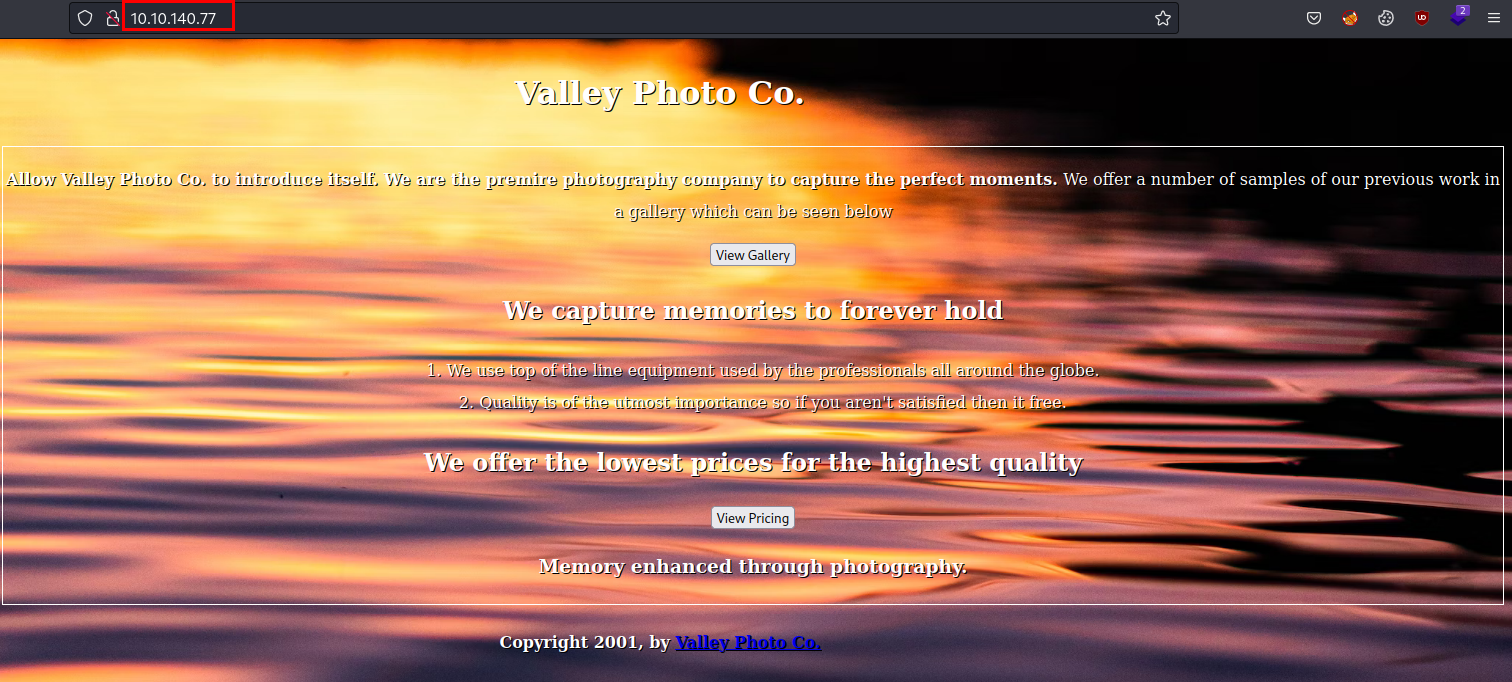 10.10.140.77
2
UD
Valley Photo Co.
Allow Valley Photo Co. to introduce itself. We are the premire photography company to capture the perfect moments. We offer a number of samples of our previous work in
a gallery which can be seen below
View Gallery
We capture memories to forever hold
1. We use top of the line equipment used by the professionals all around the globe.
2. Quality is of the utmost importance so if you aren't satisfied then it free.
We offer the lowest prices for the highest quality
View Pricing
Memory enhanced through photography.
Copyright 2001, by Valley Photo Co.